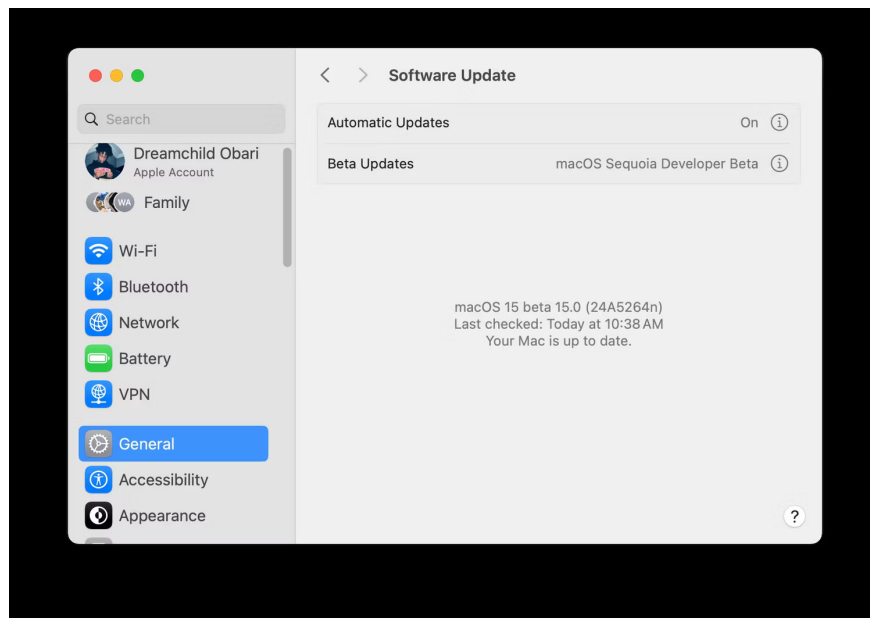 Search
Dreamchild Obari
Apple Account
WA
Family
Wi-Fi
Bluetooth
Network
Battery
VPN
General
Accessibility
Appearance
Software Update
Automatic Updates On
Beta Updates macOS Sequoia Developer Beta
macOS 15 beta 15.0 (24A5264n)
Last checked: Today at 10:38 AM
Your Mac is up to date.
?